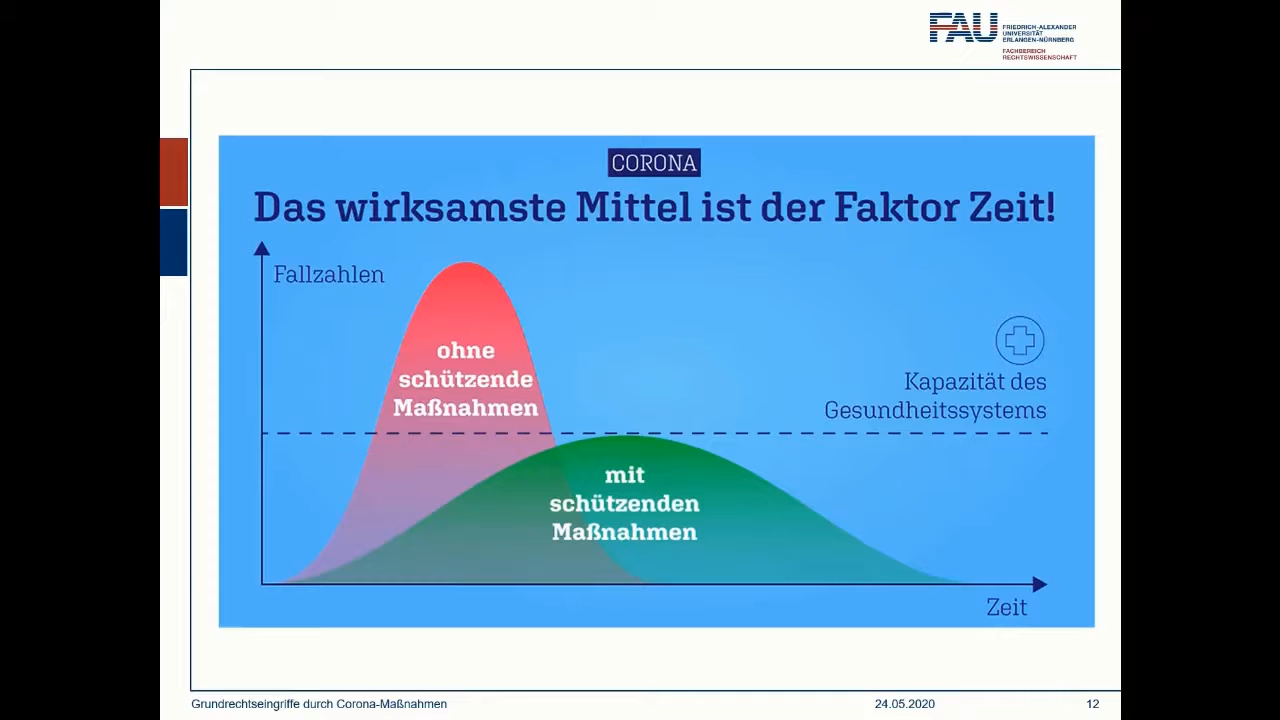 FAU
FRIEDRICH-ALEXANDER
UNIVERSITÄT
ERLANGEN-NÜRNBERG
FACHBEREICH
RECHTSWISSENSCHAFT
CORONA
Das wirksamste Mittel ist der Faktor Zeit!
Fallzahlen
ohne
schützende
Maßnahmen
Kapazität des
Gesundheitssystems
mit
schützenden
Maßnahmen
Zeit
Grundrechtseingriffe durch Corona-Maßnahmen
24.05.2020
12